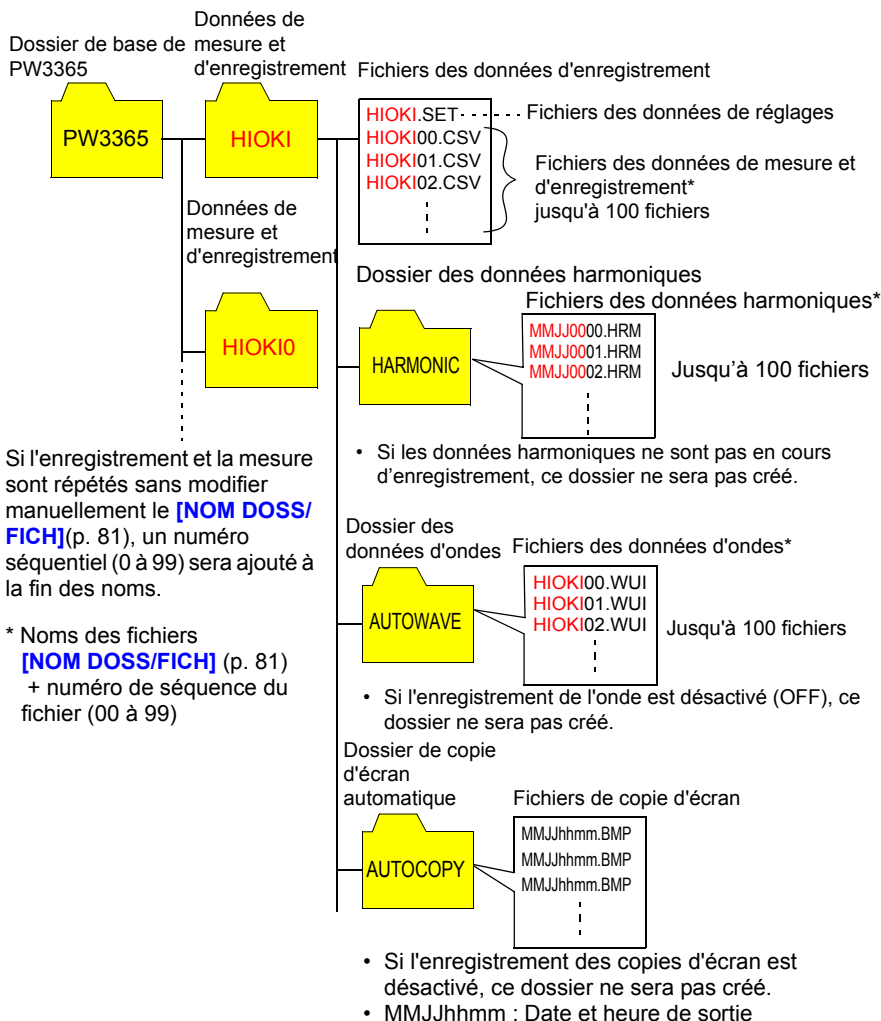 Dossier de base de
PW3365
Données de
mesure et
d'enregistrement
Fichiers des données d'enregistrement
PW3365
HIOKI
HIOKI.SET
Fichiers des données de réglages
HIOKI00.CSV
HIOKI01.CSV
HIOKI02.CSV
Fichiers des données de mesure et
d'enregistrement*
jusqu'à 100 fichiers
Données de
mesure et
d'enregistrement
HIOKI0
Dossier des données harmoniques
Fichiers des données harmoniques*
HARMONIC
MMJJ0000.HRM
MMJJ0001.HRM
MMJJ0002.HRM
Jusqu’à 100 fichiers
• Si les données harmoniques ne sont pas en cours
d’enregistrement, ce dossier ne sera pas créé.
Si l'enregistrement et la mesure
sont répétés sans modifier
manuellement le [NOM DOSS/
FICH](p. 81), un numéro
séquentiel (0 à 99) sera ajouté à
la fin des noms.
* Noms des fichiers
[NOM DOSS/FICH] (p. 81)
+ numéro de séquence du
fichier (00 à 99)
Dossier des
données d'ondes
Fichiers des données d'ondes*
AUTOWAVE
HIOKI00.WUI
HIOKI01.WUI
HIOKI02.WUI
Jusqu'à 100 fichiers
• Si l'enregistrement de l'onde est désactivé (OFF), ce
dossier ne sera pas créé.
Dossier de copie
d'écran
automatique
Fichiers de copie d'écran
AUTOCOPY
MMJJhhmm.BMP
MMJJhhmm.BMP
MMJJhhmm.BMP
• Si l'enregistrement des copies d'écran est
désactivé, ce dossier ne sera pas créé.
• MMJJhhmm : Date et heure de sortie